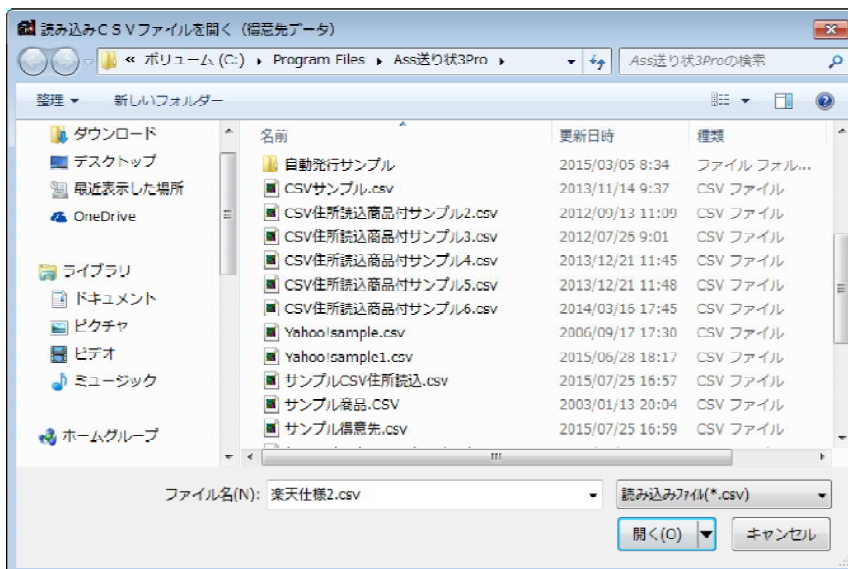 読み込みCSVファイルを開く（得意先データ）
« ボリューム (C:) ▸ Program Files ▸ Ass送り状3Pro ▸ Ass送り状3Proの検索
整理 ▼ 新しいフォルダー
ダウンロード
デスクトップ
最近表示した場所
OneDrive
ライブラリ
ドキュメント
ピクチャ
ビデオ
ミュージック
ホームグループ
名前 更新日時 種類
自動発行サンプル 2015/03/05 8:34 ファイル フォル...
CSVサンプル.csv 2013/11/14 9:37 CSV ファイル
CSV住所読込商品付サンプル2.csv 2012/09/13 11:09 CSV ファイル
CSV住所読込商品付サンプル3.csv 2012/07/26 9:01 CSV ファイル
CSV住所読込商品付サンプル4.csv 2013/12/21 11:45 CSV ファイル
CSV住所読込商品付サンプル5.csv 2013/12/21 11:48 CSV ファイル
CSV住所読込商品付サンプル6.csv 2014/03/16 17:45 CSV ファイル
Yahoo!sample.csv 2006/09/17 17:30 CSV ファイル
Yahoo!sample1.csv 2015/06/28 18:17 CSV ファイル
サンプルCSV住所読込.csv 2015/07/25 16:57 CSV ファイル
サンプル商品.CSV 2003/01/13 20:04 CSV ファイル
サンプル得意先.csv 2015/07/25 16:59 CSV ファイル
ファイル名(N): 楽天仕様2.csv 読み込みﾌｧｲﾙ(*.csv)
開く(O) キャンセル